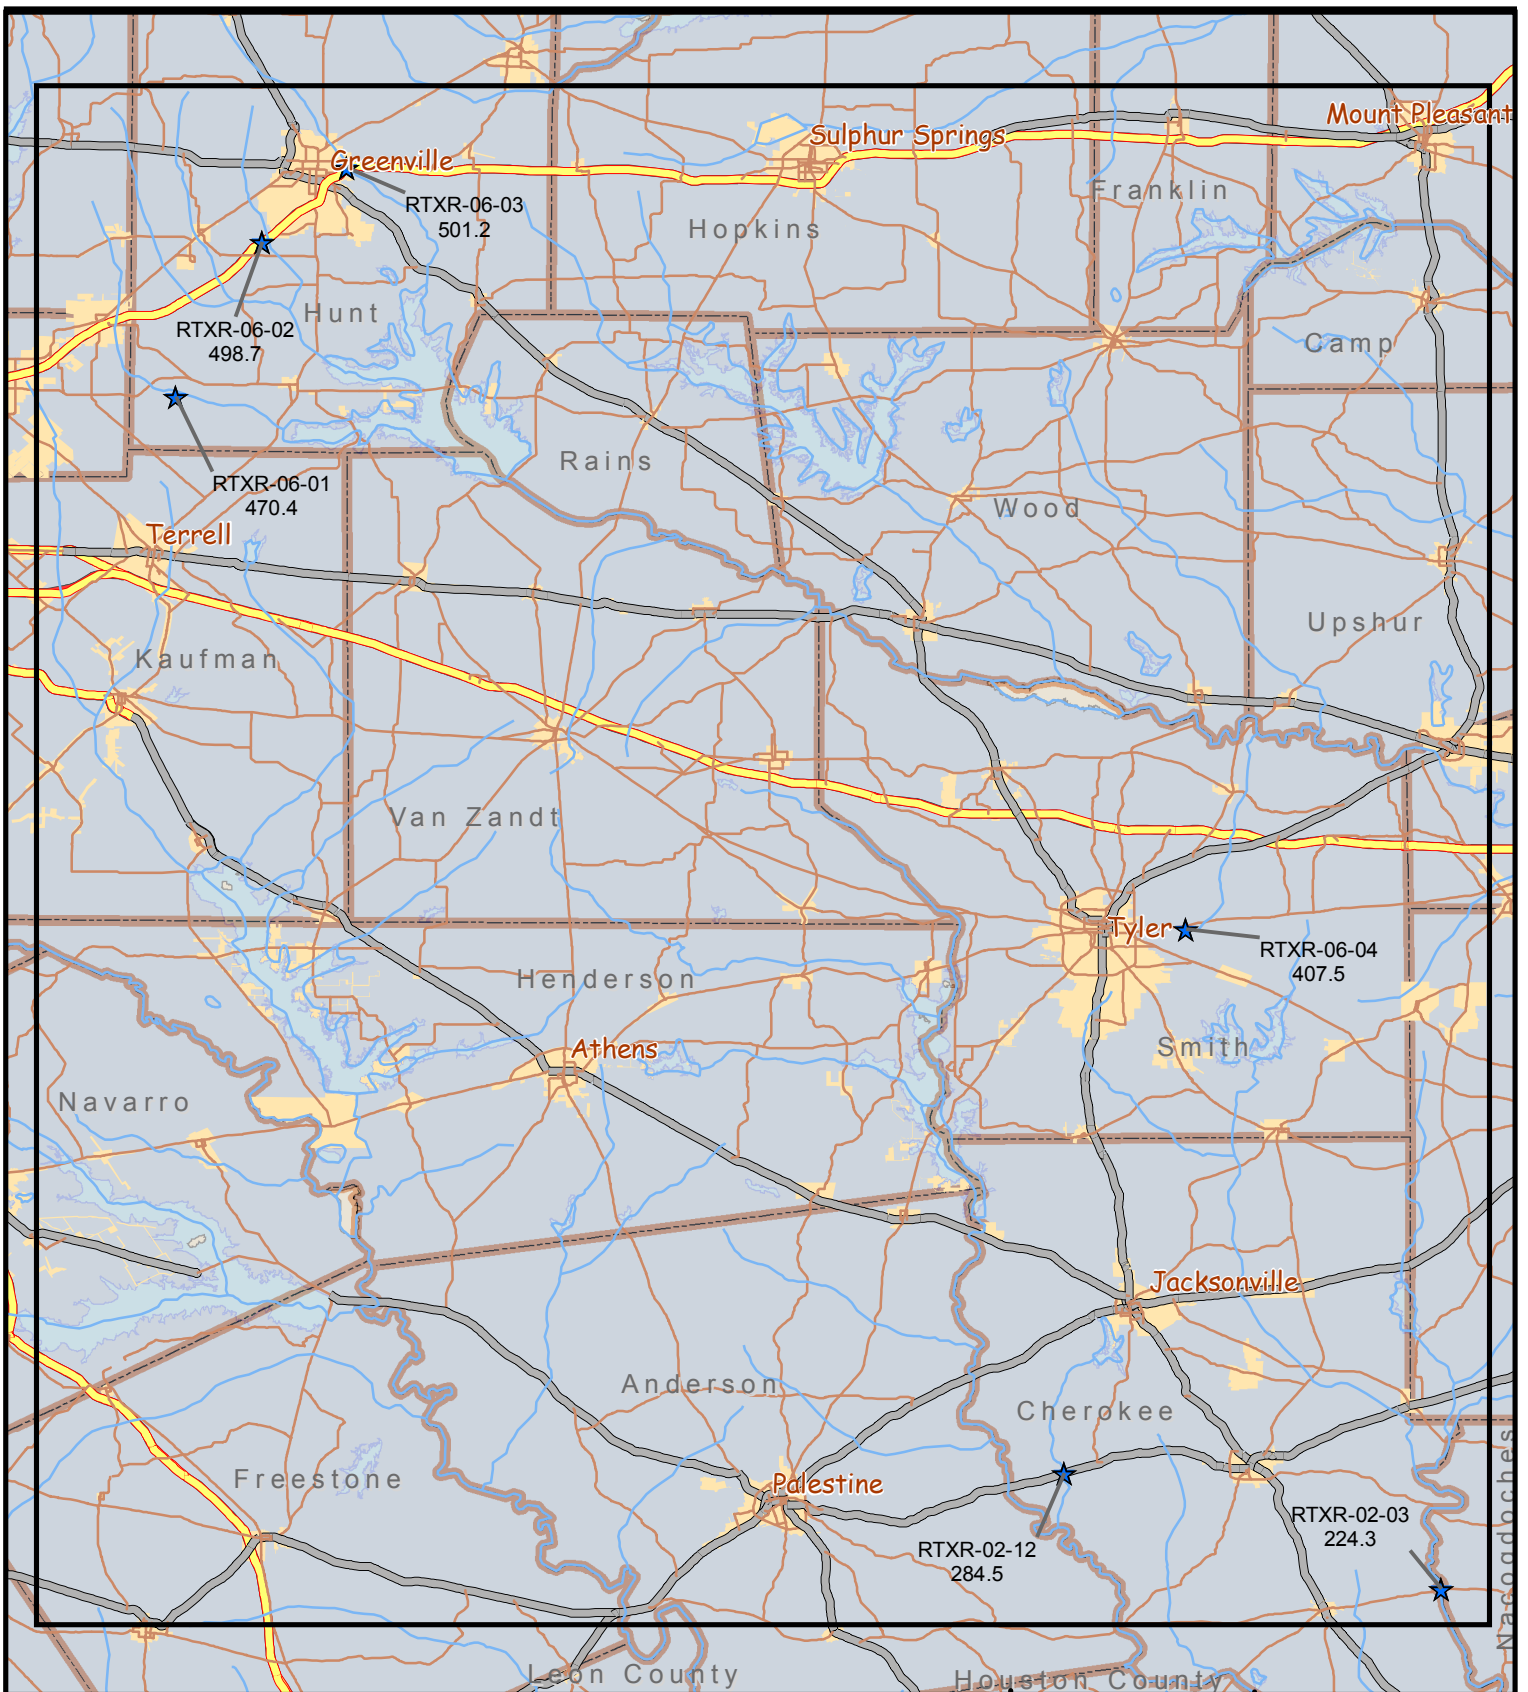 Mount Pleasant
Sulphur Springs
Greenville
Franklin
RTXR-06-03
501.2
Hopkins
Hunt
RTXR-06-02
498.7
Camp
Rains
RTXR-06-01
470.4
Wood
Terrell
Upshur
Kaufman
Van Zandt
Tyler
RTXR-06-04
407.5
Henderson
Athens
Smith
Navarro
Jacksonville
Anderson
Cherokee
Freestone
Palestine
RTXR-02-03
224.3
RTXR-02-12
284.5
Nacogdoches
Leon County
Houston County